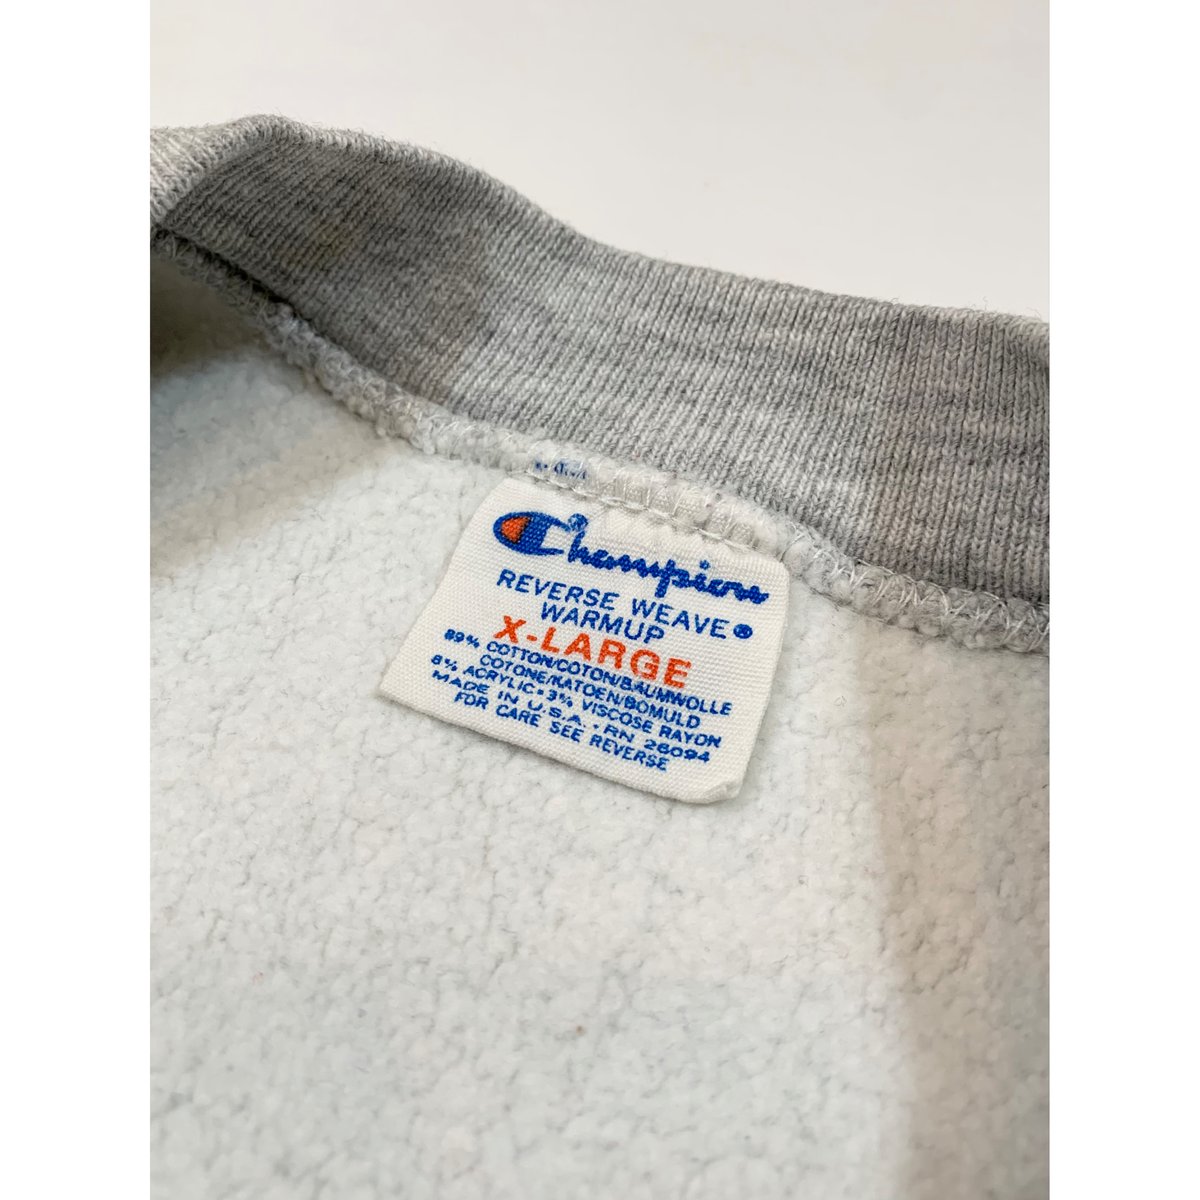 Champion
REVERSE WEAVE®
WARMUP
X-LARGE
89% COTTON/COTON/BAUMWOLLE
COTONE/KATOEN/BOMULD
8% ACRYLIC • 3% VISCOSE RAYON
MADE IN U.S.A. • RN 26094
FOR CARE SEE REVERSE